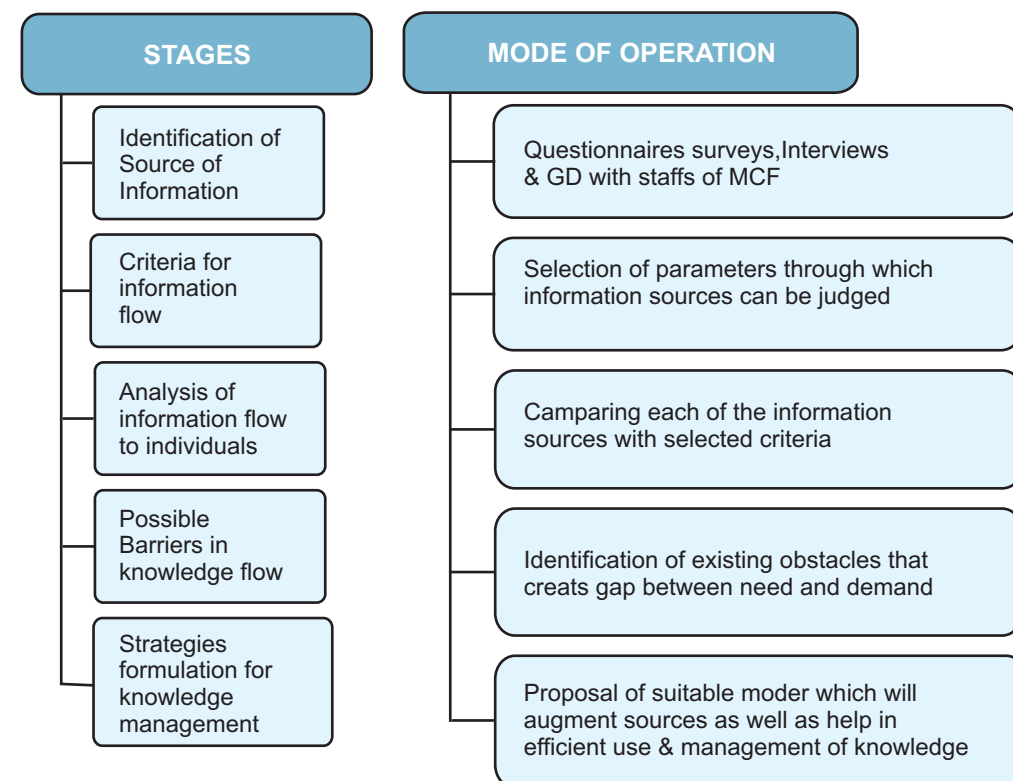 STAGES
Identification of
Source of
Information
Criteria for
information
flow
Analysis of
information flow
to individuals
Possible
Barriers in
knowledge flow
Strategies
formulation for
knowledge
management
MODE OF OPERATION
Questionnaires surveys,Interviews
& GD with staffs of MCF
Selection of parameters through which
information sources can be judged
Camparing each of the information
sources with selected criteria
Identification of existing obstacles that
creats gap between need and demand
Proposal of suitable moder which will
augment sources as well as help in
efficient use & management of knowledge